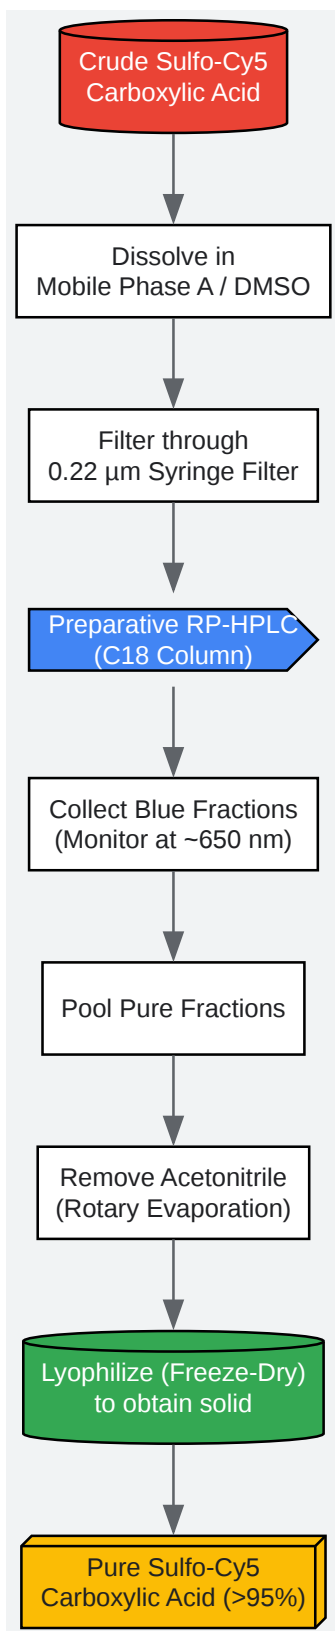 Crude Sulfo-Cy5
Carboxylic Acid
Dissolve in
Mobile Phase A / DMSO
Filter through
0.22 µm Syringe Filter
Preparative RP-HPLC
(C18 Column)
Collect Blue Fractions
(Monitor at ~650 nm)
Pool Pure Fractions
Remove Acetonitrile
(Rotary Evaporation)
Lyophilize (Freeze-Dry)
to obtain solid
Pure Sulfo-Cy5
Carboxylic Acid (>95%)